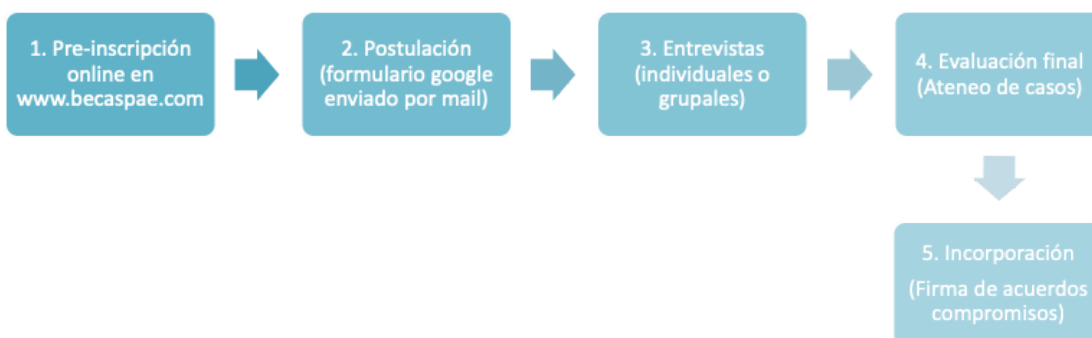 1. Pre-inscripción
online en
www.becaspae.com
2. Postulación
(formulario google
enviado por mail)
3. Entrevistas
(individuales o
grupales)
4. Evaluación final
(Ateneo de casos)
5. Incorporación
(Firma de acuerdos
compromisos)